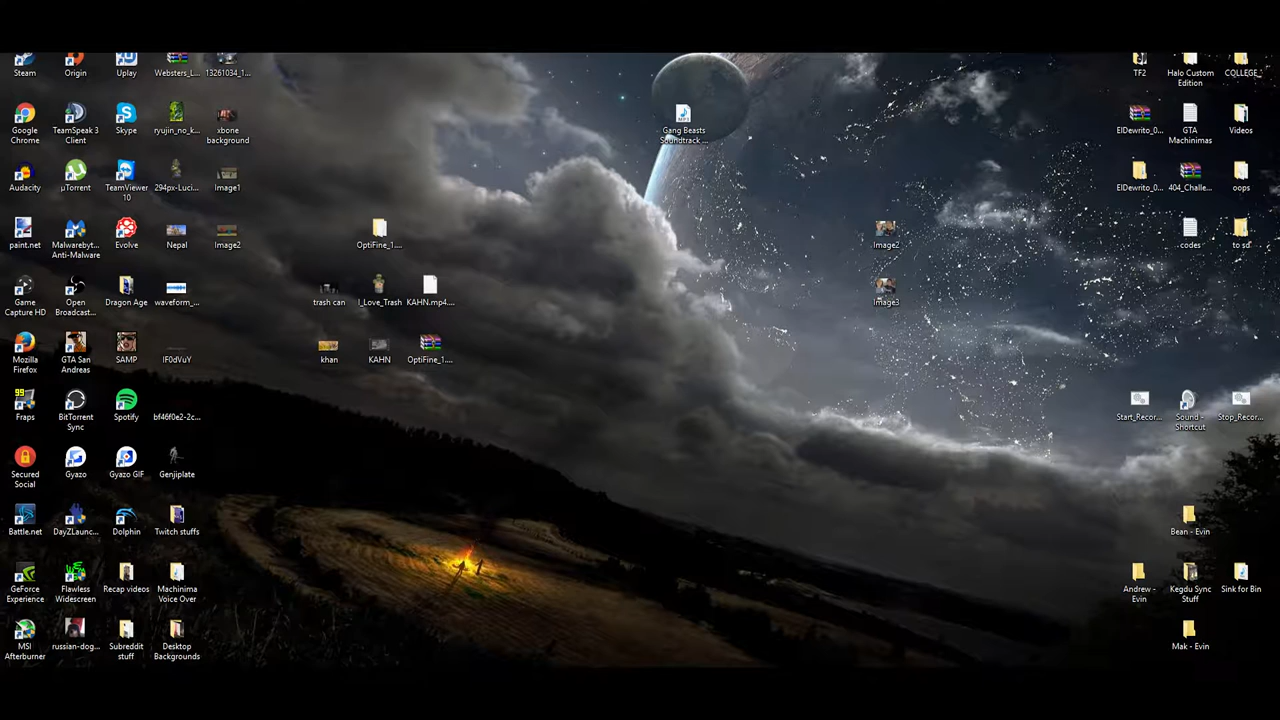 Steam
Origin
Uplay
Websters_L...
13261034_1...
TF2
Halo Custom
Edition
COLLEGE_
Google
Chrome
TeamSpeak 3
Client
Skype
ryujin_no_k...
xbone
background
Gang Beasts
Soundtrack ...
ElDewrito_0...
GTA
Machinimas
Videos
Audacity
µTorrent
TeamViewer
10
294px-Luci...
Image1
ElDewrito_0...
404_Challe...
oops
paint.net
Malwarebyt...
Anti-Malware
Evolve
Nepal
Image2
OptiFine_1....
Image2
codes
to sd
Game
Capture HD
Open
Broadcast...
Dragon Age
waveform_...
trash can
I_Love_Trash
KAHN.mp4....
Image3
Mozilla
Firefox
GTA San
Andreas
SAMP
IF0dVuY
khan
KAHN
OptiFine_1....
99
Fraps
BitTorrent
Sync
Spotify
bf46f0e2-2c...
Start_Recor...
Sound -
Shortcut
Stop_Recor...
Secured
Social
Gyazo
Gyazo GIF
Genjiplate
Battle.net
DayZLaunc...
Dolphin
Twitch stuffs
Bean - Evin
GeForce
Experience
Flawless
Widescreen
Recap videos
Machinima
Voice Over
Andrew -
Evin
Kegdu Sync
Stuff
Sink for Bin
MSI
Afterburner
russian-dog...
Subreddit
stuff
Desktop
Backgrounds
Mak - Evin